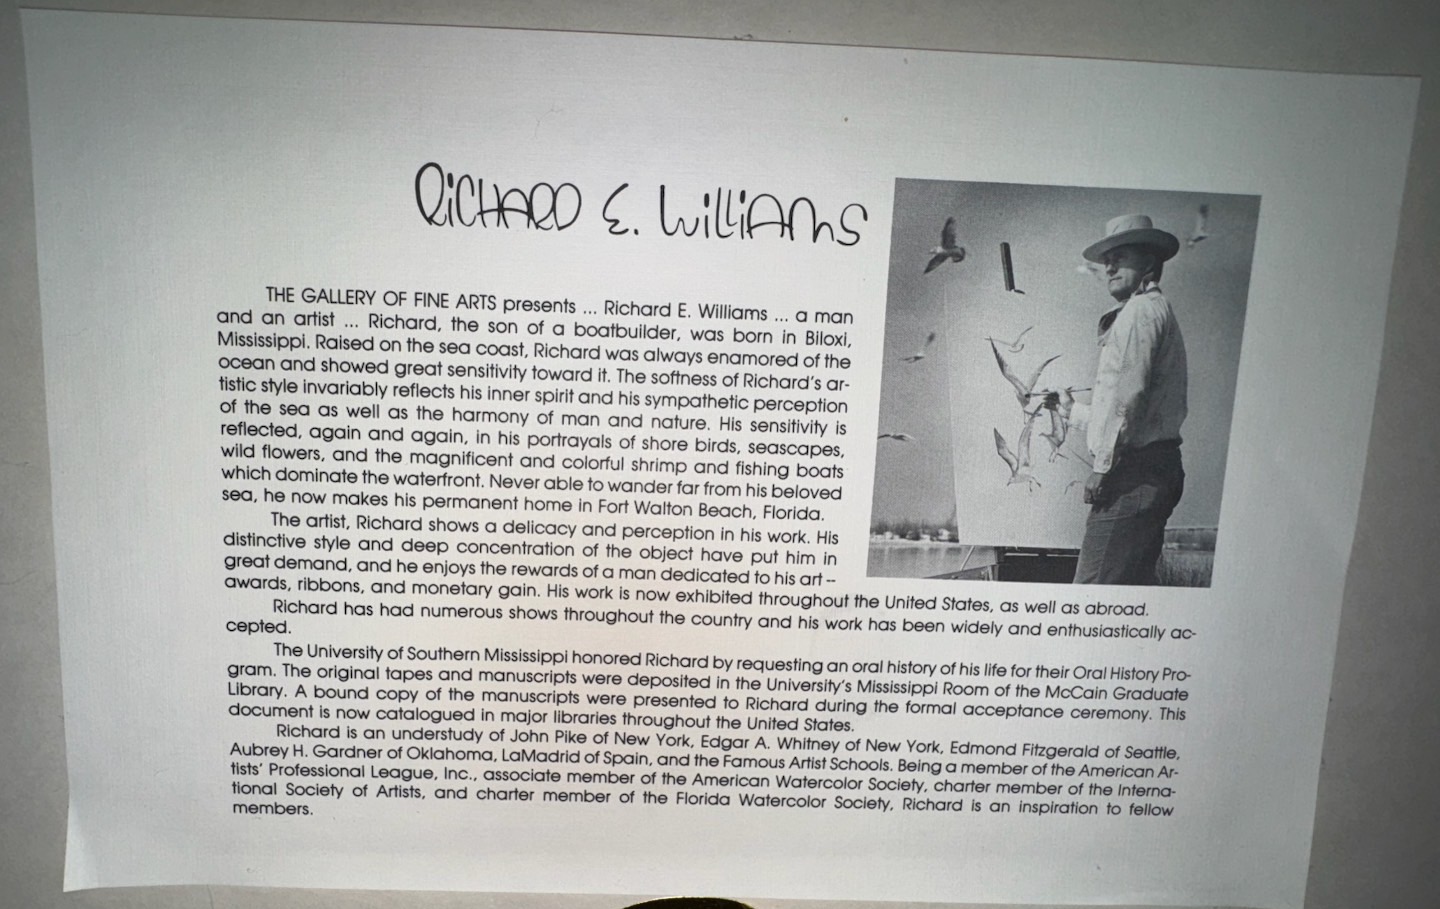 RICHARD E. WILLIAMS
THE GALLERY OF FINE ARTS presents ... Richard E. Williams ... a man
and an artist ... Richard, the son of a boatbuilder, was born in Biloxi,
Mississippi. Raised on the sea coast, Richard was always enamored of the
ocean and showed great sensitivity toward it. The softness of Richard's ar-
tistic style invariably reflects his inner spirit and his sympathetic perception
of the sea as well as the harmony of man and nature. His sensitivity is
reflected, again and again, in his portrayals of shore birds, seascapes,
wild flowers, and the magnificent and colorful shrimp and fishing boats
which dominate the waterfront. Never able to wander far from his beloved
sea, he now makes his permanent home in Fort Walton Beach, Florida.
The artist, Richard shows a delicacy and perception in his work. His
distinctive style and deep concentration of the object have put him in
great demand, and he enjoys the rewards of a man dedicated to his art --
awards, ribbons, and monetary gain. His work is now exhibited throughout the United States, as well as abroad.
Richard has had numerous shows throughout the country and his work has been widely and enthusiastically ac-
cepted.
The University of Southern Mississippi honored Richard by requesting an oral history of his life for their Oral History Pro-
gram. The original tapes and manuscripts were deposited in the University's Mississippi Room of the McCain Graduate
Library. A bound copy of the manuscripts were presented to Richard during the formal acceptance ceremony. This
document is now catalogued in major libraries throughout the United States.
Richard is an understudy of John Pike of New York, Edgar A. Whitney of New York, Edmond Fitzgerald of Seattle,
Aubrey H. Gardner of Oklahoma, LaMadrid of Spain, and the Famous Artist Schools. Being a member of the American Ar-
tists' Professional League, Inc., associate member of the American Watercolor Society, charter member of the Interna-
tional Society of Artists, and charter member of the Florida Watercolor Society, Richard is an inspiration to fellow
members.